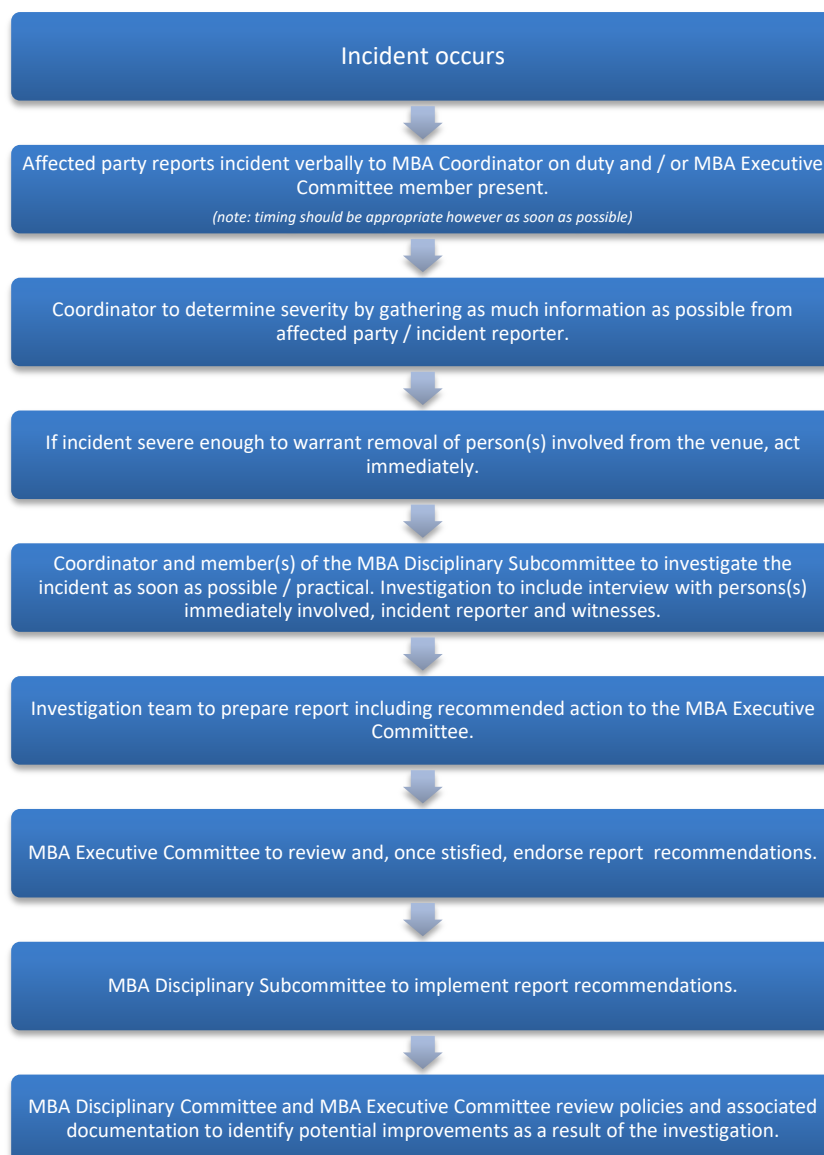 Incident occurs
Affected party reports incident verbally to MBA Coordinator on duty and / or MBA Executive
Committee member present.
(note: timing should be appropriate however as soon as possible)
Coordinator to determine severity by gathering as much information as possible from
affected party / incident reporter.
If incident severe enough to warrant removal of person(s) involved from the venue, act
immediately.
Coordinator and member(s) of the MBA Disciplinary Subcommittee to investigate the
incident as soon as possible / practical. Investigation to include interview with persons(s)
immediately involved, incident reporter and witnesses.
Investigation team to prepare report including recommended action to the MBA Executive
Committee.
MBA Executive Committee to review and, once stisfied, endorse report  recommendations.
MBA Disciplinary Subcommittee to implement report recommendations.
MBA Disciplinary Committee and MBA Executive Committee review policies and associated
documentation to identify potential improvements as a result of the investigation.